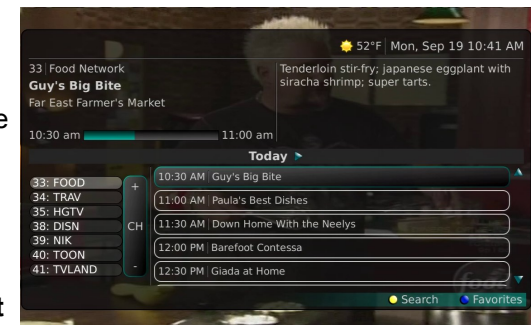 52°F Mon, Sep 19 10:41 AM
33 Food Network
Guy's Big Bite
Far East Farmer's Market
10:30 am 11:00 am
Tenderloin stir-fry; japanese eggplant with
siracha shrimp; super tarts.
Today
33: FOOD
34: TRAV
35: HGTV
38: DISN
39: NIK
40: TOON
41: TVLAND
+
CH
-
10:30 AM Guy's Big Bite
11:00 AM Paula's Best Dishes
11:30 AM Down Home With the Neelys
12:00 PM Barefoot Contessa
12:30 PM Giada at Home
food
Search Favorites
e
t